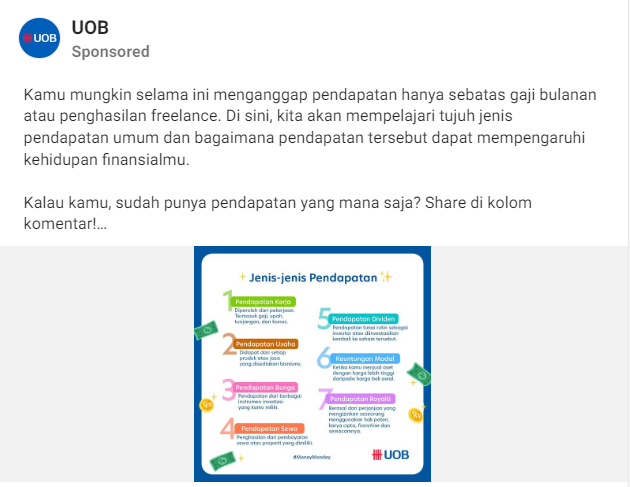 UOB
UOB
Sponsored
Kamu mungkin selama ini menganggap pendapatan hanya sebatas gaji bulanan
atau penghasilan freelance. Di sini, kita akan mempelajari tujuh jenis
pendapatan umum dan bagaimana pendapatan tersebut dapat mempengaruhi
kehidupan finansialmu.
Kalau kamu, sudah punya pendapatan yang mana saja? Share di kolom
komentar!...
Jenis-jenis Pendapatan
1
Pendapatan Kerja
Diperoleh dari pekerjaan.
Termasuk gaji, upah,
tunjangan, dan bonus.
2
Pendapatan Usaha
Didapat dari setiap
produk atau jasa
yang disediakan bisnismu.
3
Pendapatan Bunga
Pendapatan dari berbagai
instrumen investasi
yang kamu miliki.
4
Pendapatan Sewa
Penghasilan dari pembayaran
sewa atas properti yang dimiliki.
5
Pendapatan Dividen
Pendapatan tunai rutin sebagai
investor atau diinvestasikan
kembali ke saham tersebut.
6
Keuntungan Modal
Ketika kamu menjual aset
dengan harga lebih tinggi
daripada harga beli awal.
7
Pendapatan Royalti
Berasal dari perjanjian yang
mengizinkan seseorang
menggunakan hak paten,
karya cipta, franchise dan
semacamnya.
#MoneyMonday
UOB